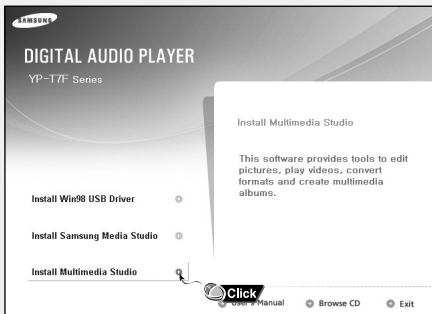 SAMSUNG
DIGITAL AUDIO PLAYER
YP-T7F Series
Install Multimedia Studio
This software provides tools to edit
pictures, play videos, convert
formats and create multimedia
albums.
Install Win98 USB Driver
Install Samsung Media Studio
Install Multimedia Studio
Click
User's Manual
Browse CD
Exit